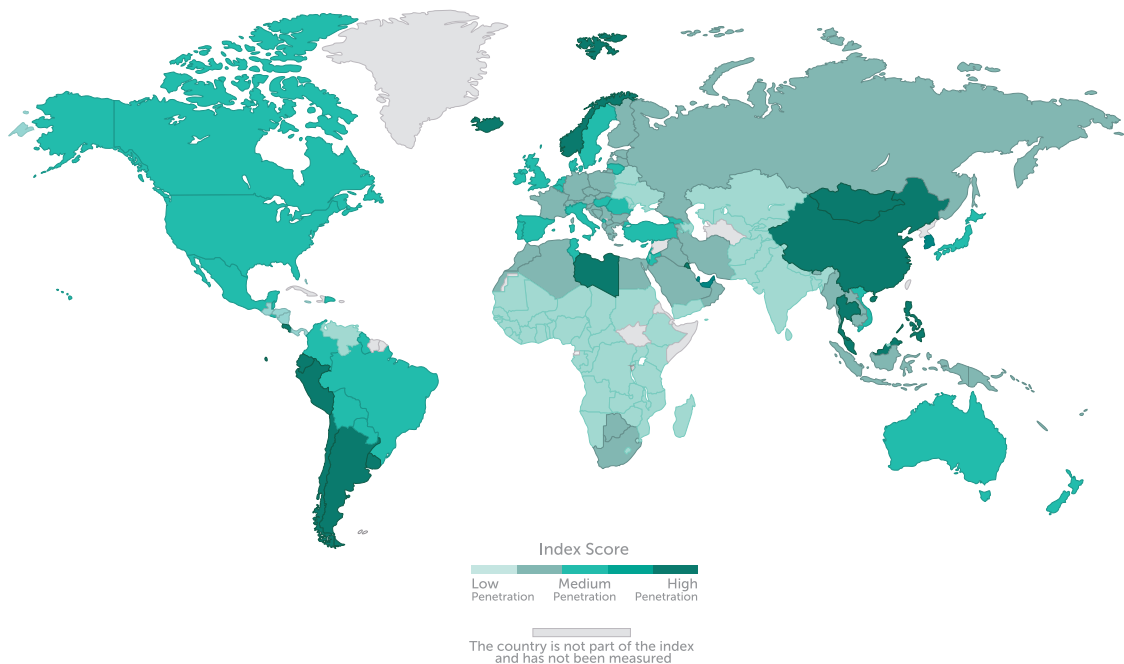 Index Score
Low Medium High
Penetration Penetration Penetration
The country is not part of the index
and has not been measured